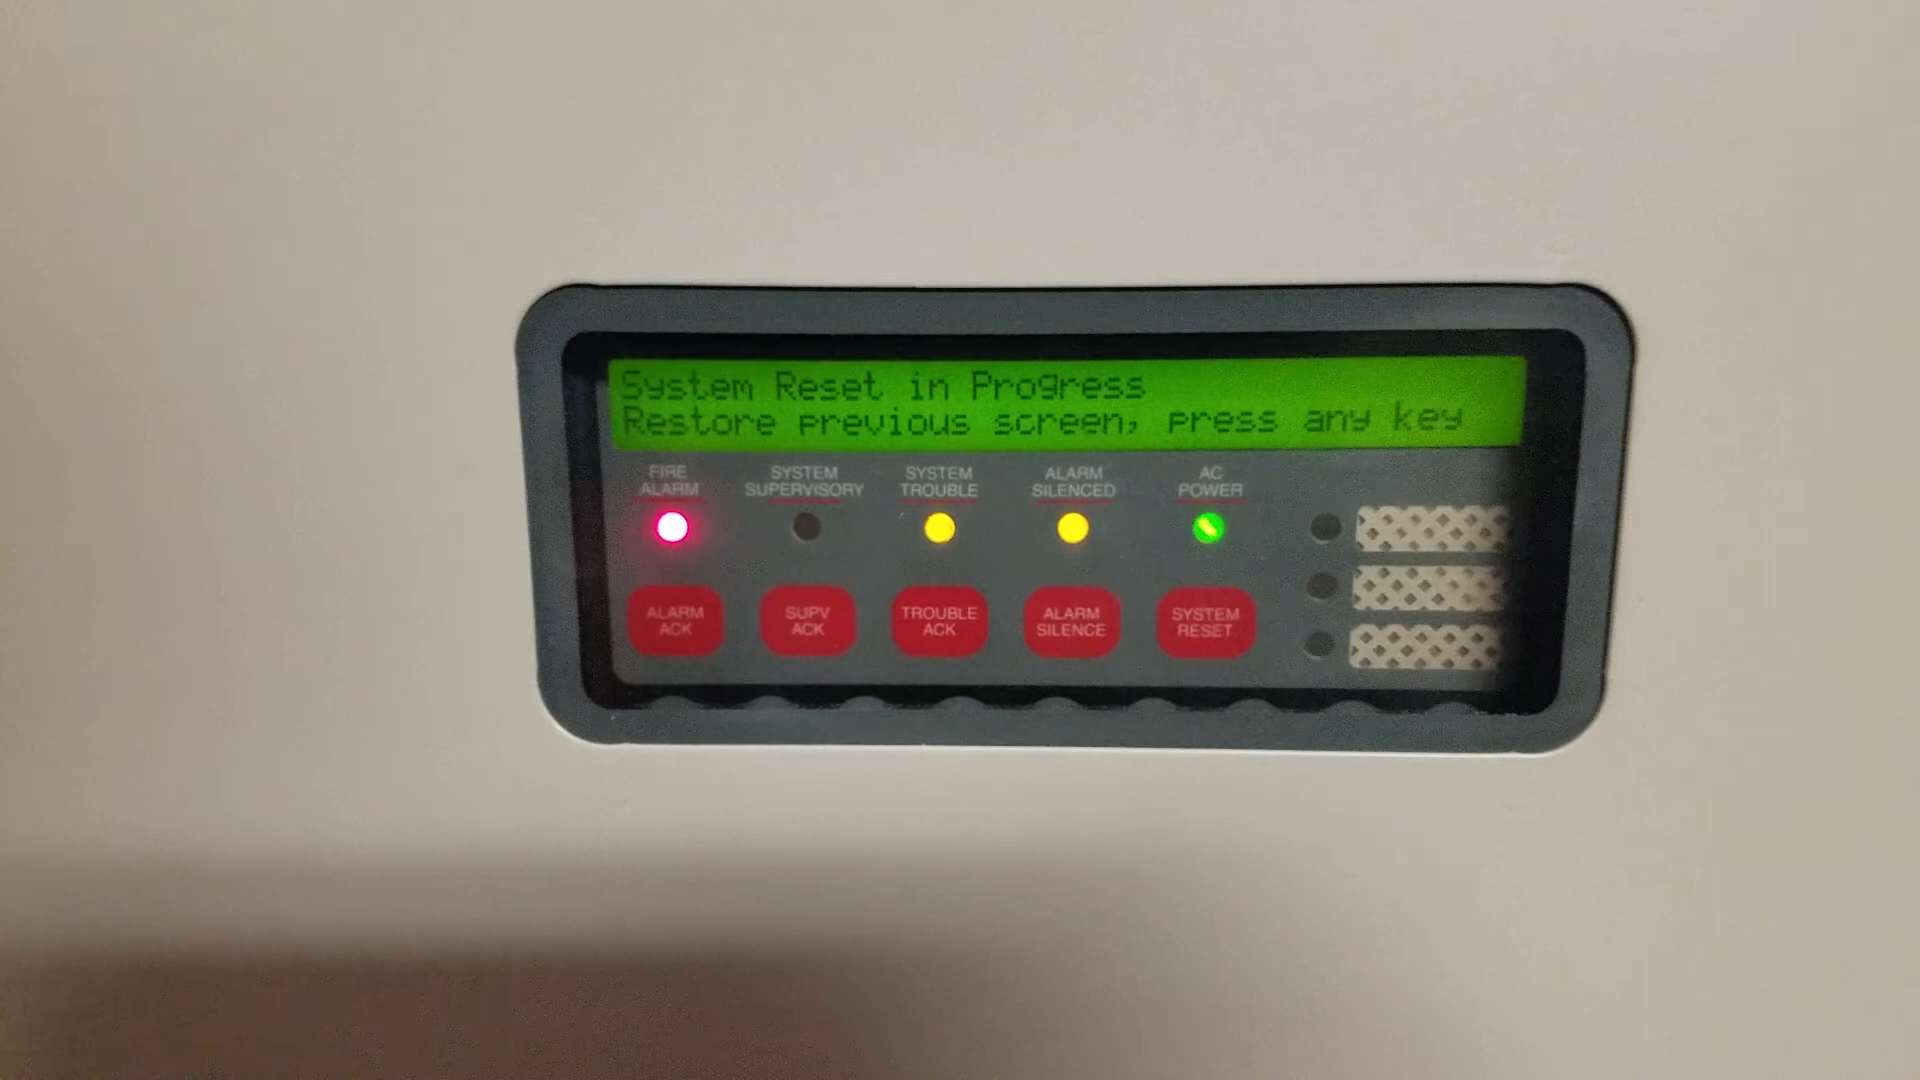 System Reset in Progress
Restore previous screen, press any key
FIRE
ALARM
SYSTEM
SUPERVISORY
SYSTEM
TROUBLE
ALARM
SILENCED
AC
POWER
ALARM
ACK
SUPV
ACK
TROUBLE
ACK
ALARM
SILENCE
SYSTEM
RESET